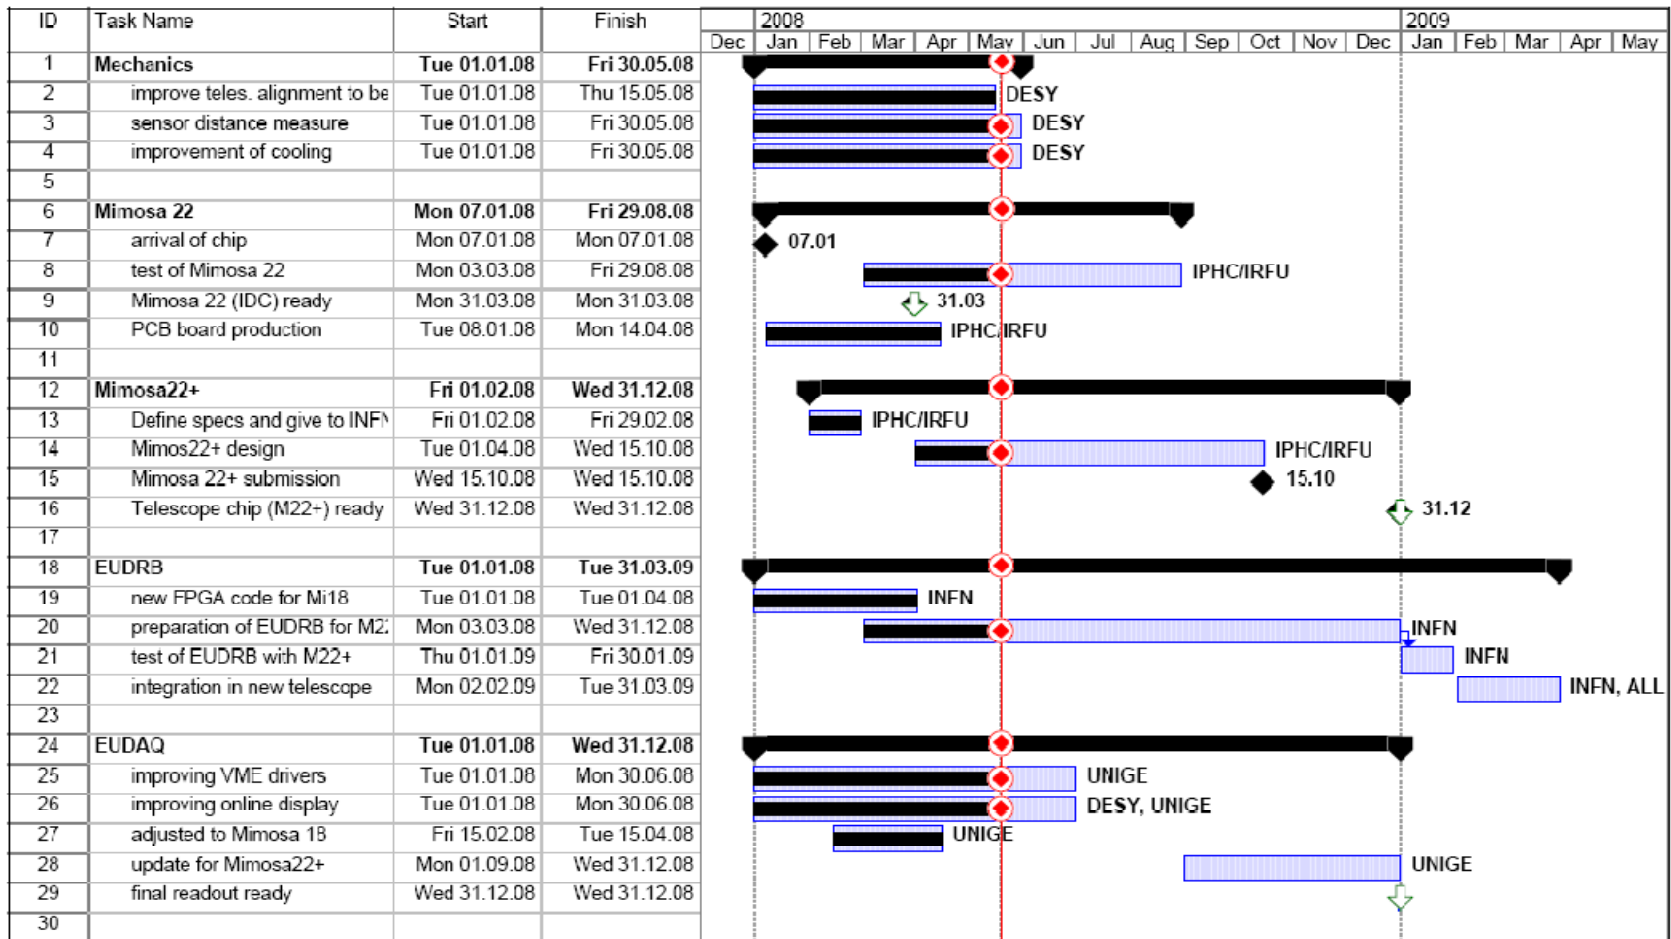 ID Task Name Start Finish 2008 2009
Dec Jan Feb Mar Apr May Jun Jul Aug Sep Oct Nov Dec Jan Feb Mar Apr May
1 Mechanics Tue 01.01.08 Fri 30.05.08
2 improve teles. alignment to be Tue 01.01.08 Thu 15.05.08 DESY
3 sensor distance measure Tue 01.01.08 Fri 30.05.08 DESY
4 improvement of cooling Tue 01.01.08 Fri 30.05.08 DESY
5
6 Mimosa 22 Mon 07.01.08 Fri 29.08.08
7 arrival of chip Mon 07.01.08 Mon 07.01.08 07.01
8 test of Mimosa 22 Mon 03.03.08 Fri 29.08.08 IPHC/IRFU
9 Mimosa 22 (IDC) ready Mon 31.03.08 Mon 31.03.08 31.03
10 PCB board production Tue 08.01.08 Mon 14.04.08 IPHC/IRFU
11
12 Mimosa22+ Fri 01.02.08 Wed 31.12.08
13 Define specs and give to INFN Fri 01.02.08 Fri 29.02.08 IPHC/IRFU
14 Mimos22+ design Tue 01.04.08 Wed 15.10.08 IPHC/IRFU
15 Mimosa 22+ submission Wed 15.10.08 Wed 15.10.08 15.10
16 Telescope chip (M22+) ready Wed 31.12.08 Wed 31.12.08 31.12
17
18 EUDRB Tue 01.01.08 Tue 31.03.09
19 new FPGA code for Mi18 Tue 01.01.08 Tue 01.04.08 INFN
20 preparation of EUDRB for M2 Mon 03.03.08 Wed 31.12.08 INFN
21 test of EUDRB with M22+ Thu 01.01.09 Fri 30.01.09 INFN
22 integration in new telescope Mon 02.02.09 Tue 31.03.09 INFN, ALL
23
24 EUDAQ Tue 01.01.08 Wed 31.12.08
25 improving VME drivers Tue 01.01.08 Mon 30.06.08 UNIGE
26 improving online display Tue 01.01.08 Mon 30.06.08 DESY, UNIGE
27 adjusted to Mimosa 18 Fri 15.02.08 Tue 15.04.08 UNIGE
28 update for Mimosa22+ Mon 01.09.08 Wed 31.12.08 UNIGE
29 final readout ready Wed 31.12.08 Wed 31.12.08
30